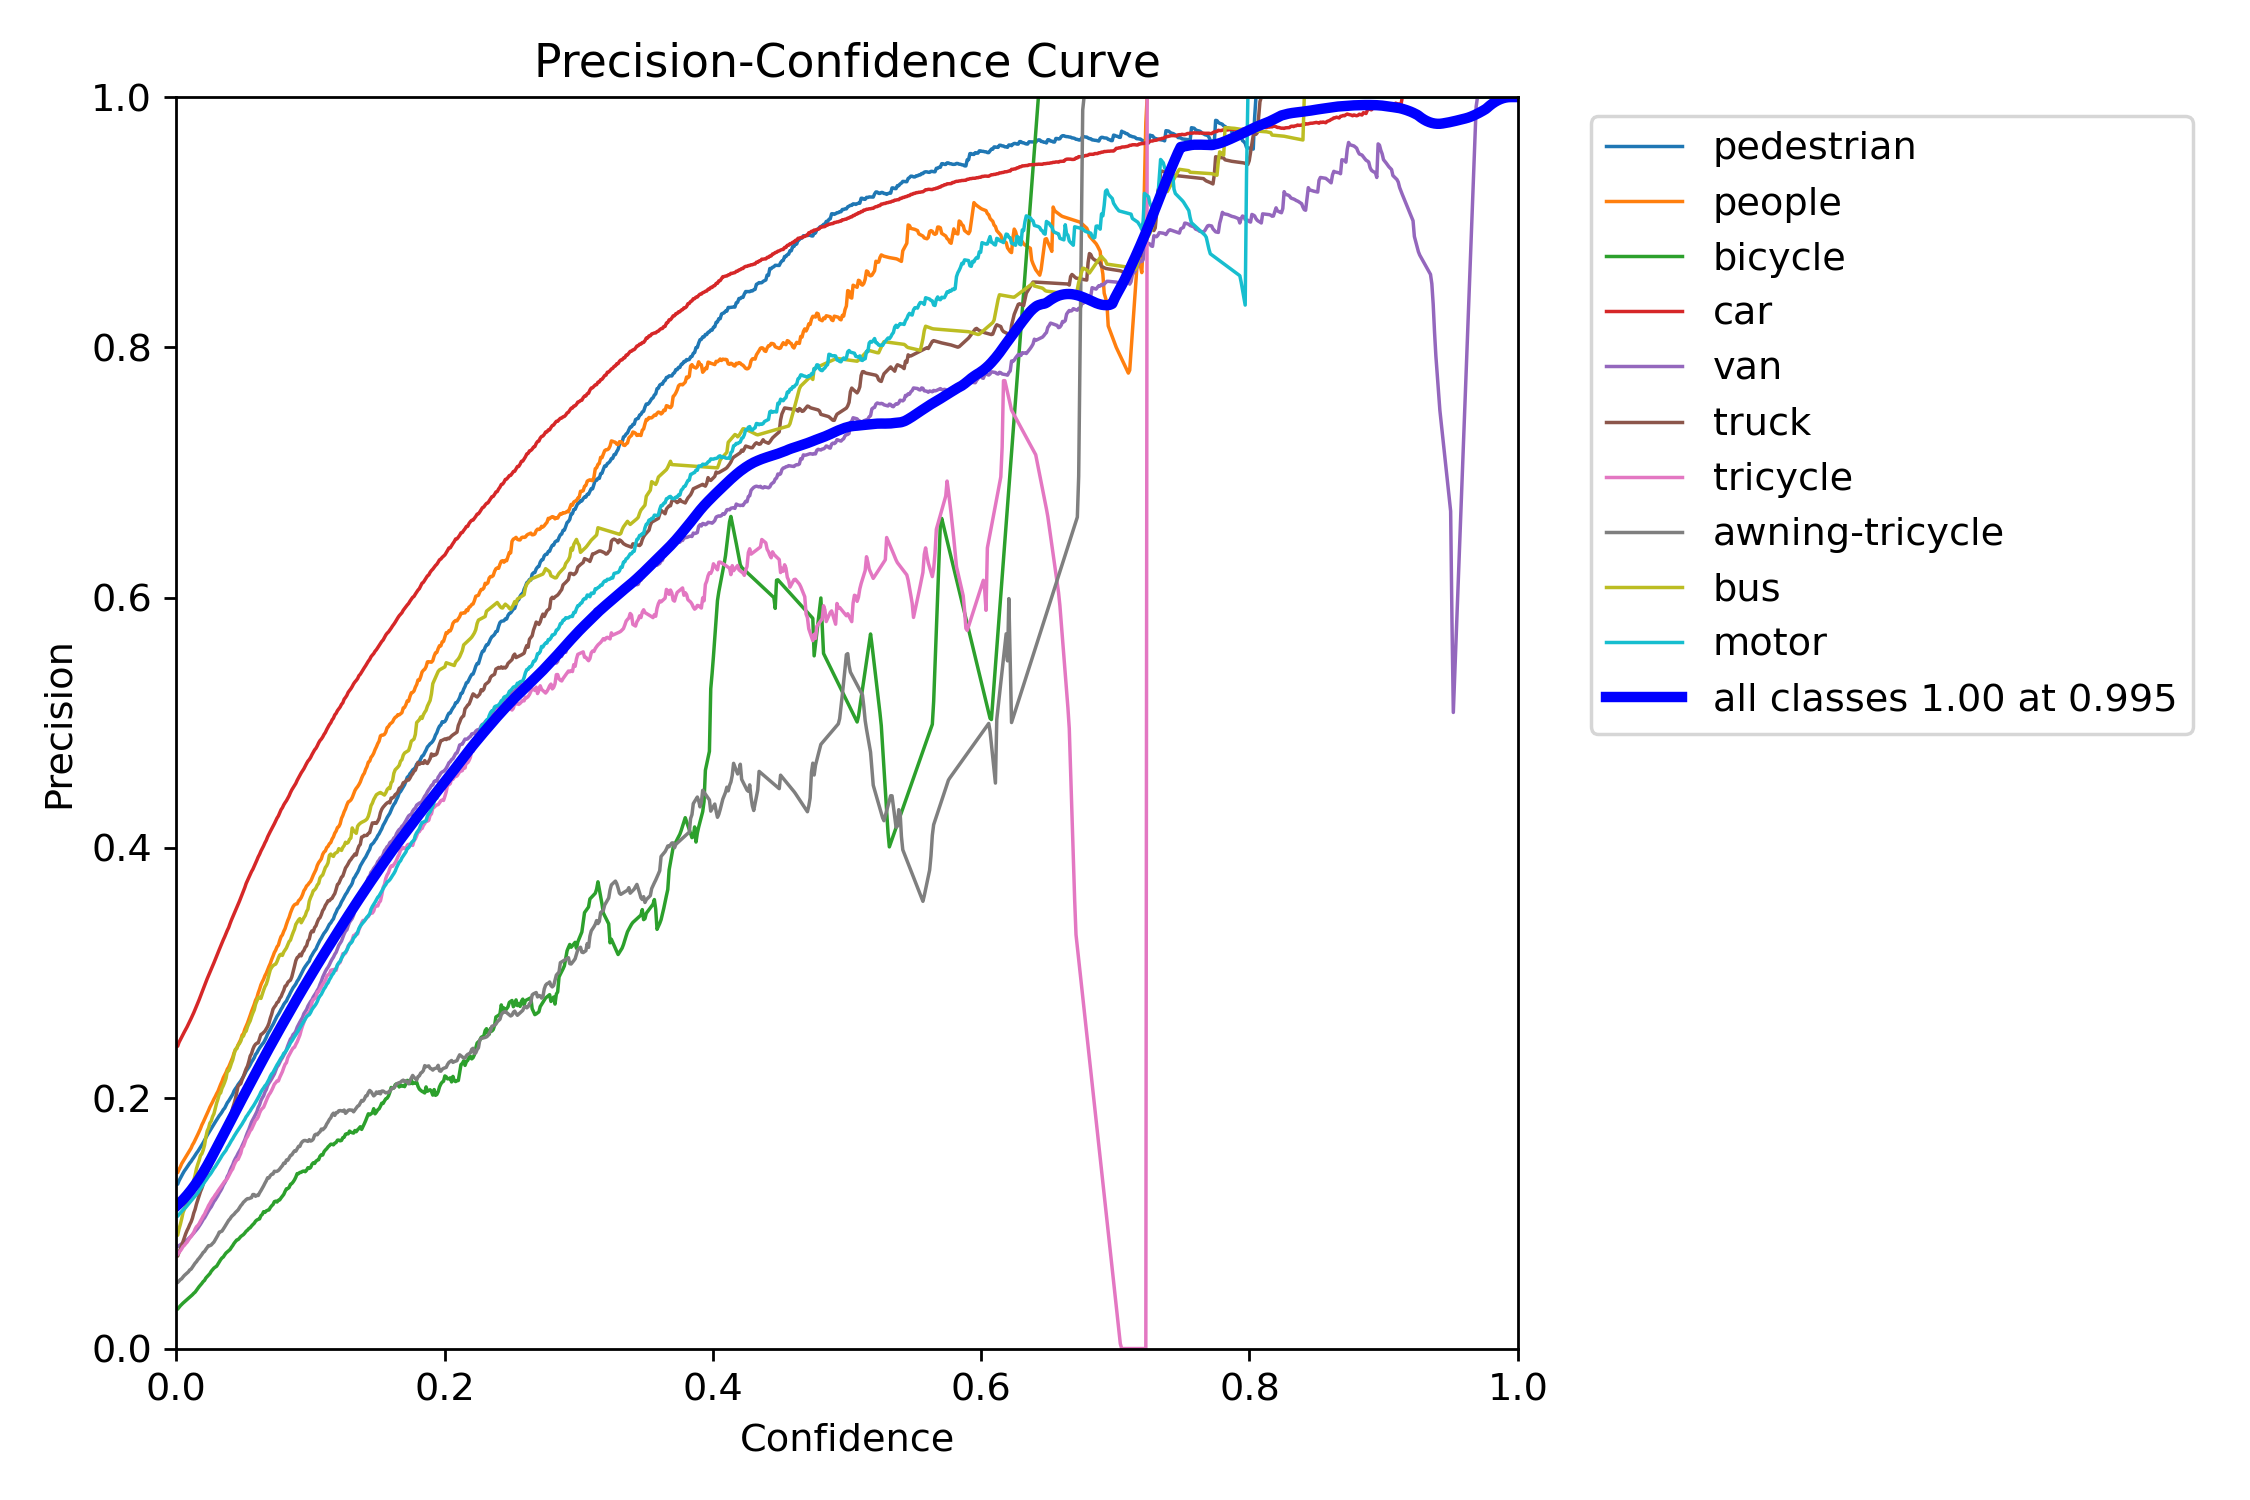 Precision-Confidence Curve
1.0
0.8
0.6
0.4
0.2
0.0
Precision
0.0 0.2 0.4 0.6 0.8 1.0
Confidence
pedestrian
people
bicycle
car
van
truck
tricycle
awning-tricycle
bus
motor
all classes 1.00 at 0.995